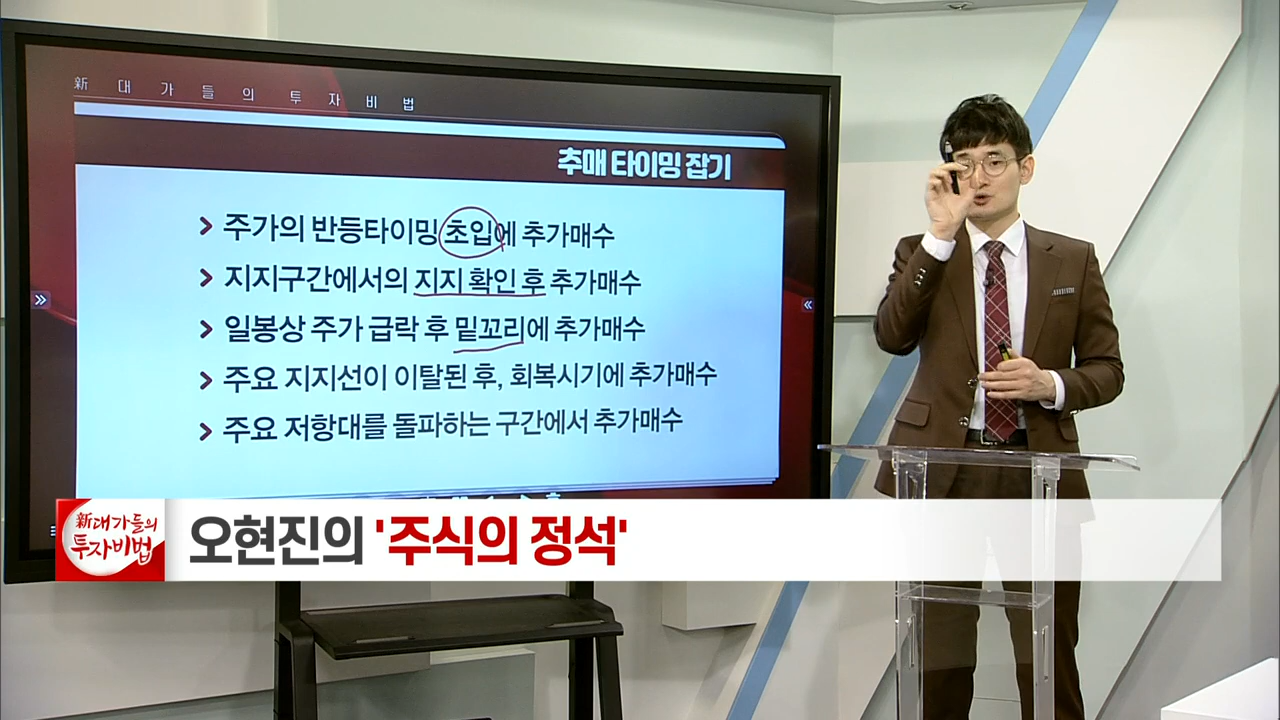 新대가들의투자비법
추매 타이밍 잡기
주가의 반등타이밍 초입에 추가매수
지지구간에서의 지지 확인 후 추가매수
일봉상 주가 급락 후 밑꼬리에 추가매수
주요 지지선이 이탈된 후, 회복시기에 추가매수
주요 저항대를 돌파하는 구간에서 추가매수
新대가들의
투자비법
오현진의 '주식의 정석'